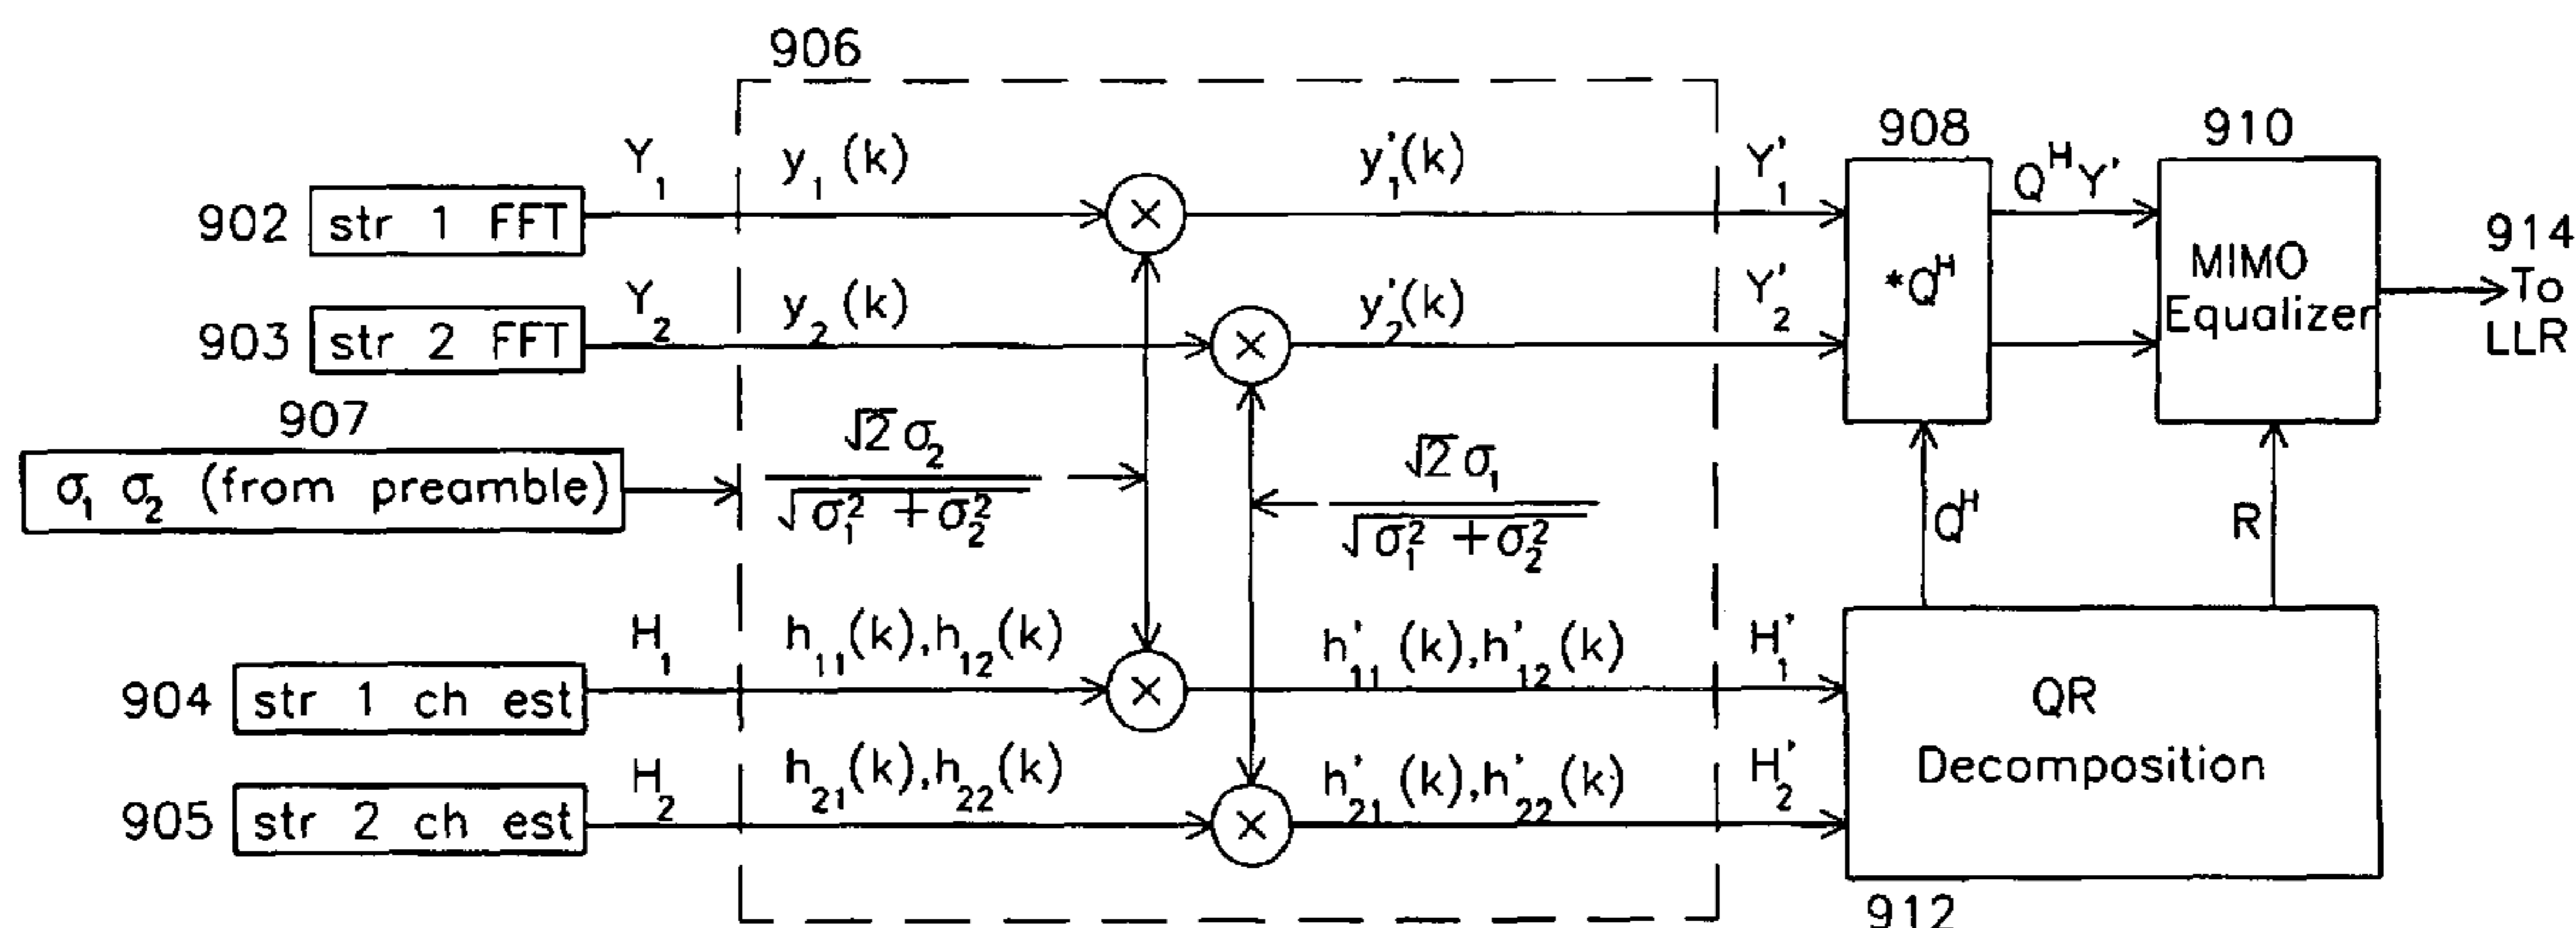 906
902
str 1 FFT
Y₁
y₁(k)
×
y'₁(k)
Y'₁
903
str 2 FFT
Y₂
y₂(k)
×
y'₂(k)
Y'₂
908
*Qᴴ
QᴴY'
910
MIMO
Equalizer
914
To
LLR
907
σ₁ σ₂ (from preamble)
√2 σ₂
√σ₁² + σ₂²
√2 σ₁
√σ₁² + σ₂²
Qᴴ
R
904
str 1 ch est
H₁
h₁₁(k),h₁₂(k)
×
h'₁₁(k),h'₁₂(k)
H'₁
905
str 2 ch est
H₂
h₂₁(k),h₂₂(k)
×
h'₂₁(k),h'₂₂(k)
H'₂
QR
Decomposition
912